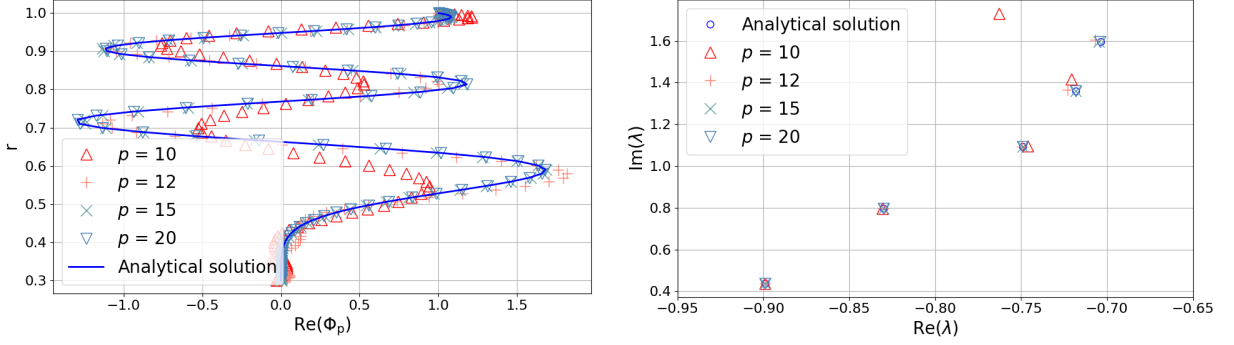 1.0
0.9
0.8
0.7
0.6
0.5
0.4
0.3
r
p = 10
p = 12
p = 15
p = 20
Analytical solution
−1.0 −0.5 0.0 0.5 1.0 1.5
Re(Φp)
1.6
1.4
1.2
1.0
0.8
0.6
0.4
Im(λ)
Analytical solution
p = 10
p = 12
p = 15
p = 20
−0.95 −0.90 −0.85 −0.80 −0.75 −0.70 −0.65
Re(λ)